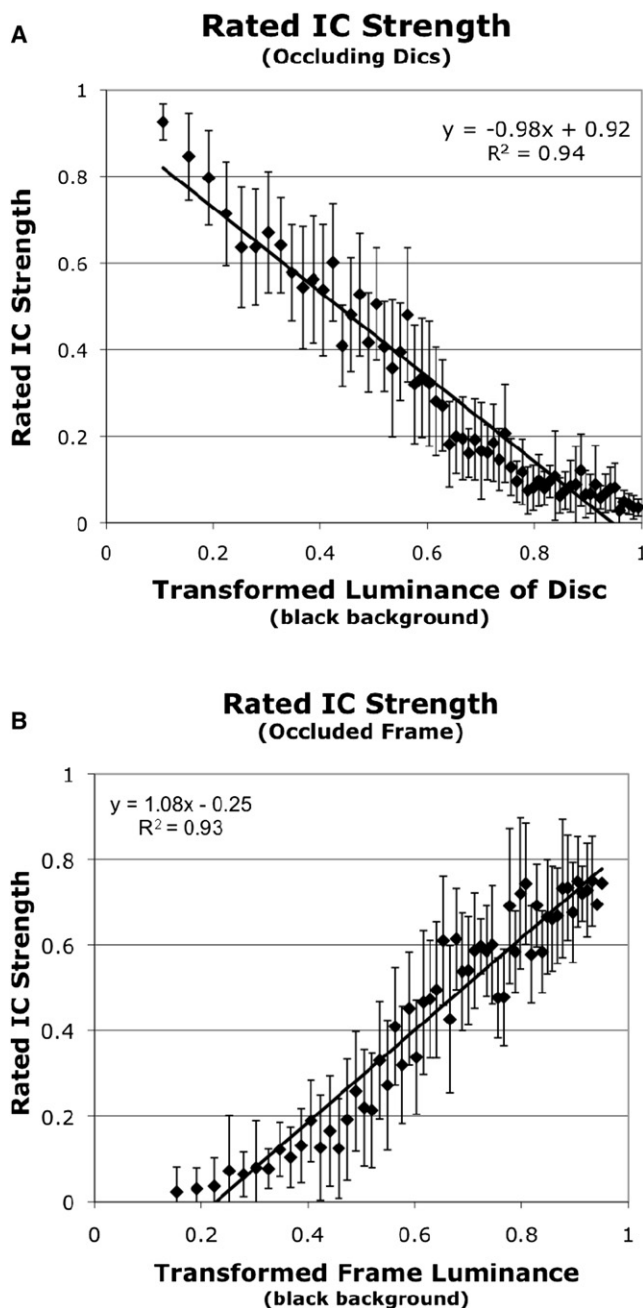 A
Rated IC Strength
(Occluding Dics)
y = -0.98x + 0.92
R² = 0.94
Rated IC Strength
1
0.8
0.6
0.4
0.2
0
0 0.2 0.4 0.6 0.8 1
Transformed Luminance of Disc
(black background)
B
Rated IC Strength
(Occluded Frame)
y = 1.08x - 0.25
R² = 0.93
Rated IC Strength
1
0.8
0.6
0.4
0.2
0
0 0.2 0.4 0.6 0.8 1
Transformed Frame Luminance
(black background)